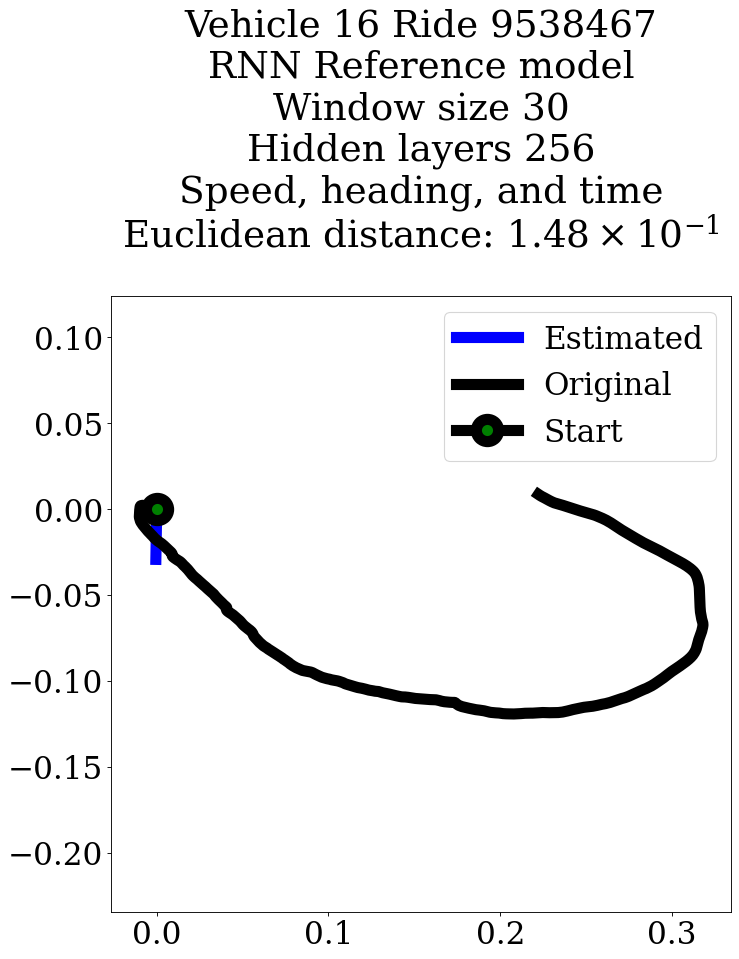 Vehicle 16 Ride 9538467
RNN Reference model
Window size 30
Hidden layers 256
Speed, heading, and time
Euclidean distance: 1.48 × 10⁻¹
Estimated
Original
Start
0.10
0.05
0.00
−0.05
−0.10
−0.15
−0.20
0.0 0.1 0.2 0.3